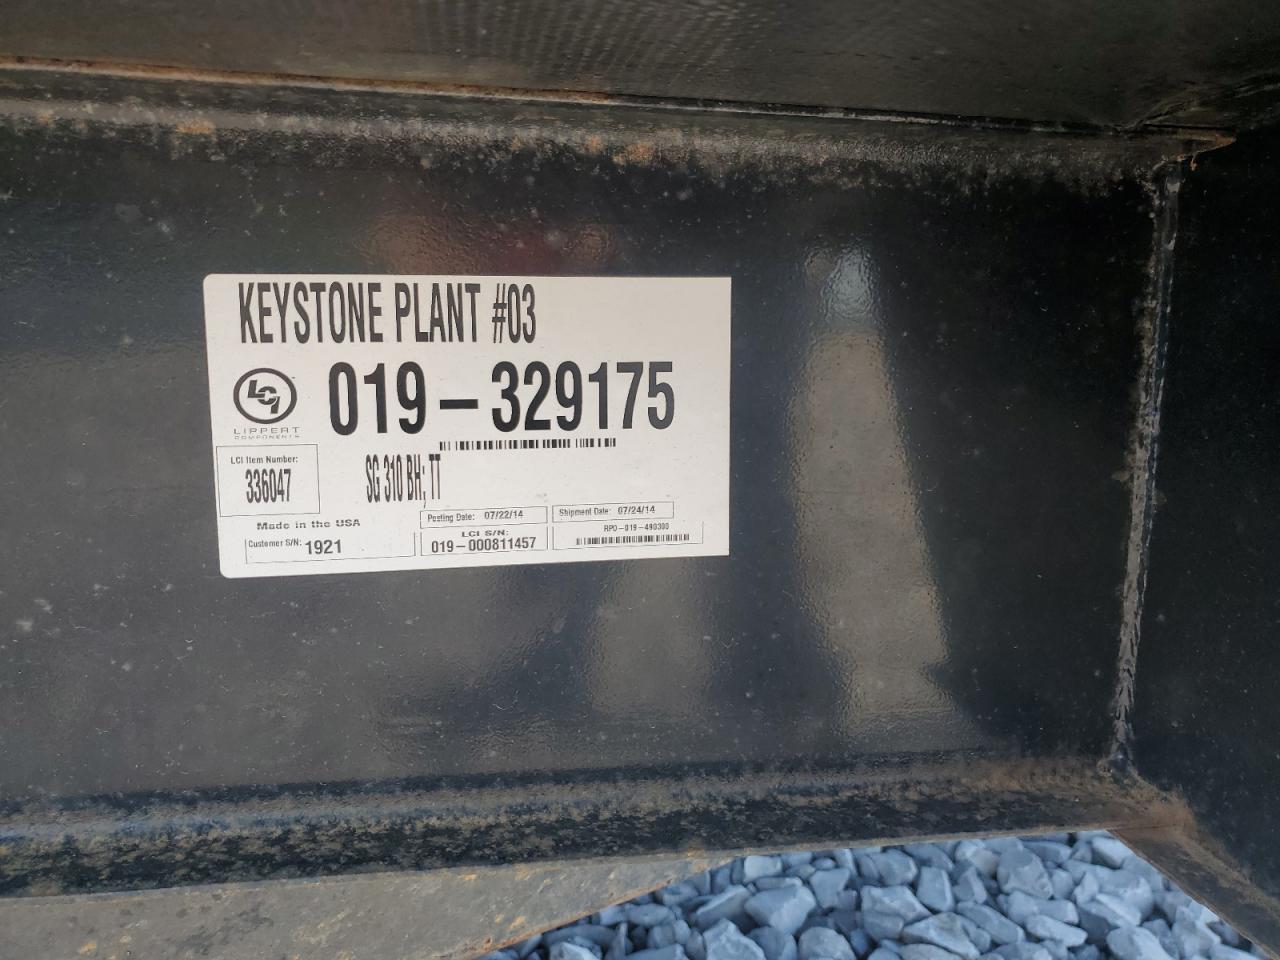 KEYSTONE PLANT #03
LCI
LIPPERT
COMPONENTS
019-329175
LCI Item Number:
336047
SG 310 BH; TT
Made in the USA
Posting Date: 07/22/14
Shipment Date: 07/24/14
Customer S/N: 1921
LCI S/N:
019-000811457
RPO-019-490300